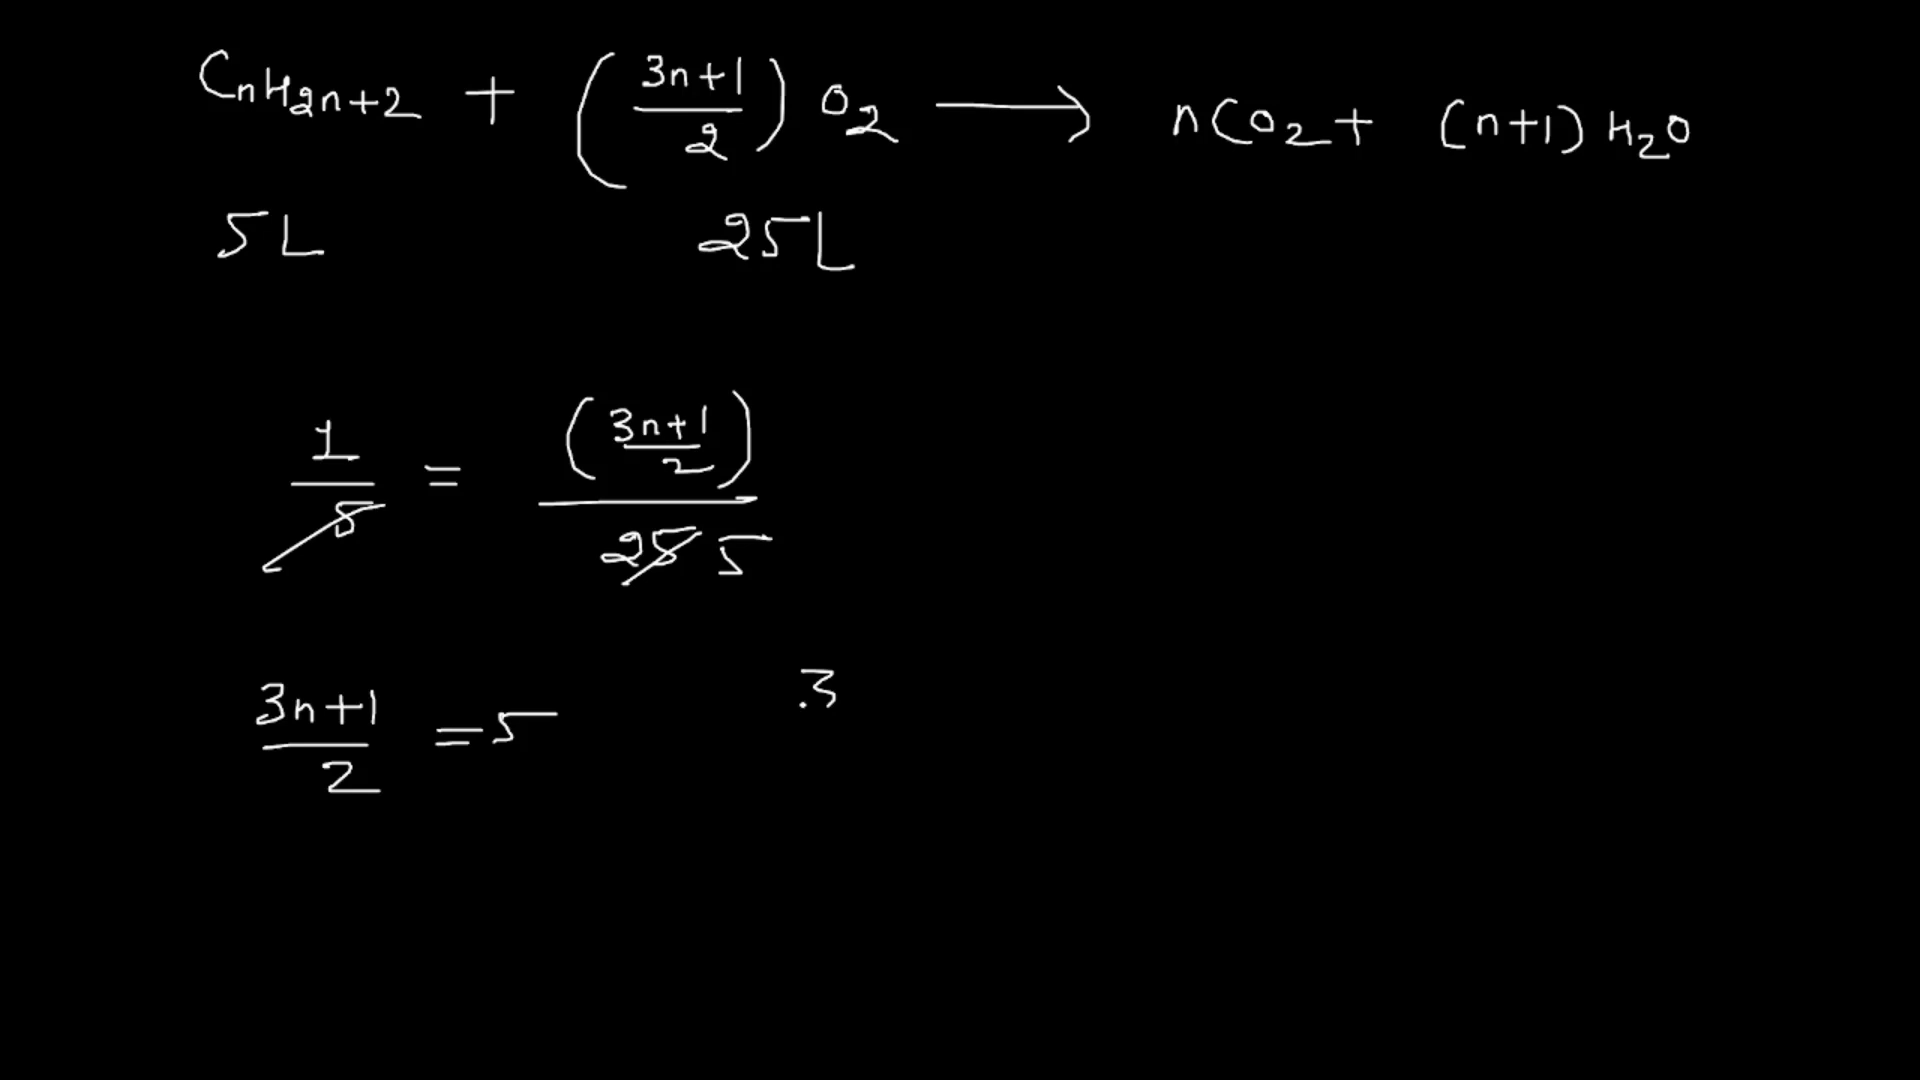 CnH2n+2 + (3n+1/2) O2 → nCO2 + (n+1) H2O
5L 25L
1/5 = (3n+1/2)/25 5
3n+1/2 = 5 3